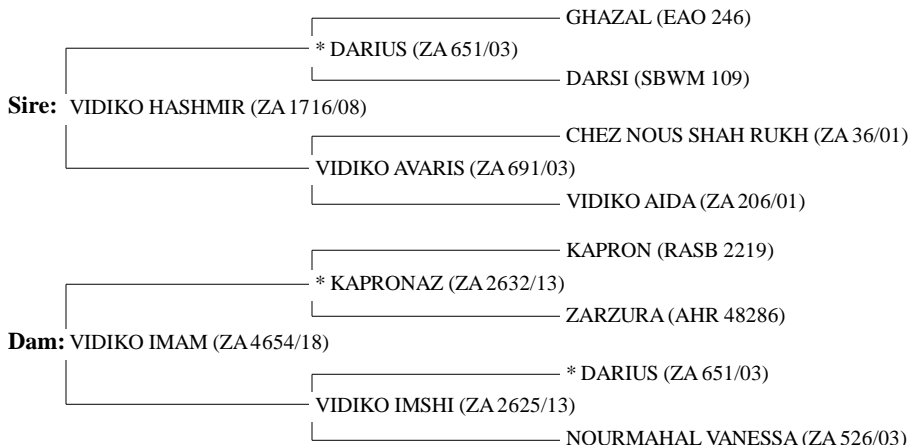 GHAZAL (EAO 246)
* DARIUS (ZA 651/03)
DARSI (SBWM 109)
Sire: VIDIKO HASHMIR (ZA 1716/08)
CHEZ NOUS SHAH RUKH (ZA 36/01)
VIDIKO AVARIS (ZA 691/03)
VIDIKO AIDA (ZA 206/01)
KAPRON (RASB 2219)
* KAPRONAZ (ZA 2632/13)
ZARZURA (AHR 48286)
Dam: VIDIKO IMAM (ZA 4654/18)
* DARIUS (ZA 651/03)
VIDIKO IMSHI (ZA 2625/13)
NOURMAHAL VANESSA (ZA 526/03)